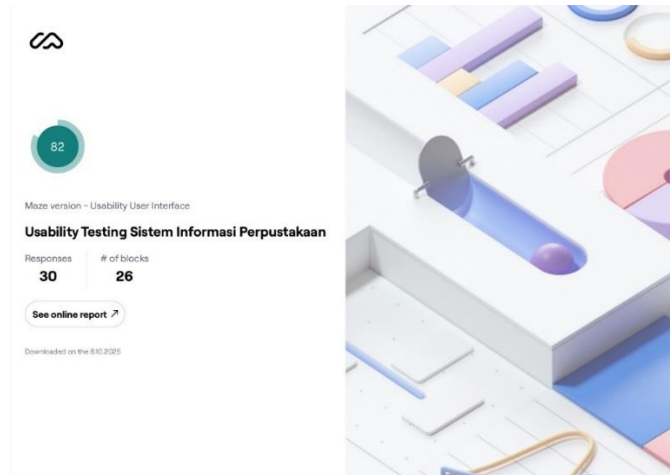 82
Maze version - Usability User Interface
Usability Testing Sistem Informasi Perpustakaan
Responses # of blocks
30 26
See online report ↗
Downloaded on the 8.10.2025